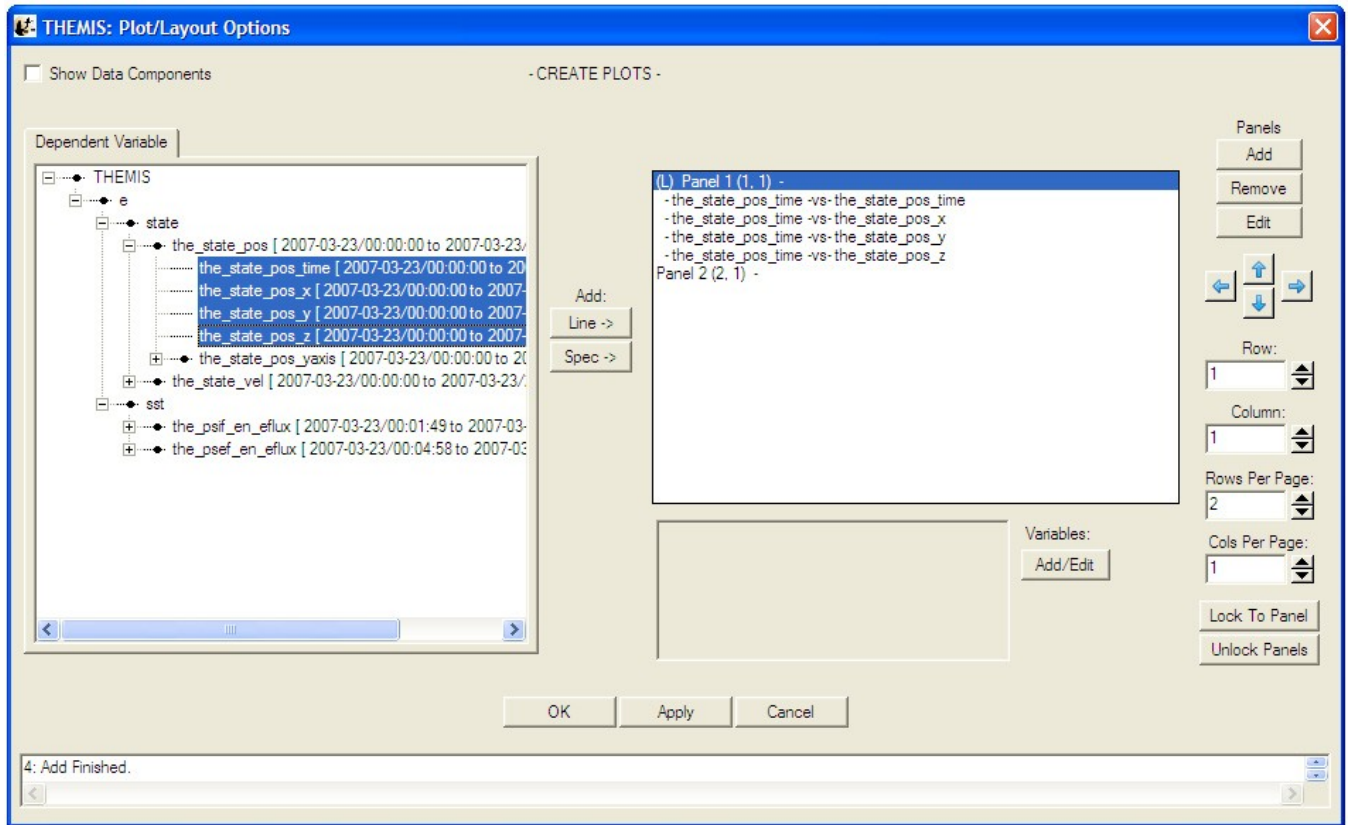 THEMIS: Plot/Layout Options
Show Data Components
- CREATE PLOTS -
Dependent Variable
THEMIS
e
state
the_state_pos [ 2007-03-23/00:00:00 to 2007-03-23/
the_state_pos_time [ 2007-03-23/00:00:00 to 20
the_state_pos_x [ 2007-03-23/00:00:00 to 2007-
the_state_pos_y [ 2007-03-23/00:00:00 to 2007-
the_state_pos_z [ 2007-03-23/00:00:00 to 2007-
the_state_pos_yaxis [ 2007-03-23/00:00:00 to 20
the_state_vel [ 2007-03-23/00:00:00 to 2007-03-23/
sst
the_psif_en_eflux [ 2007-03-23/00:01:49 to 2007-03-
the_psef_en_eflux [ 2007-03-23/00:04:58 to 2007-03
Add:
Line ->
Spec ->
(L) Panel 1 (1, 1) -
- the_state_pos_time -vs- the_state_pos_time
- the_state_pos_time -vs- the_state_pos_x
- the_state_pos_time -vs- the_state_pos_y
- the_state_pos_time -vs- the_state_pos_z
Panel 2 (2, 1) -
Variables:
Add/Edit
Panels
Add
Remove
Edit
Row:
1
Column:
1
Rows Per Page:
2
Cols Per Page:
1
Lock To Panel
Unlock Panels
OK
Apply
Cancel
4: Add Finished.